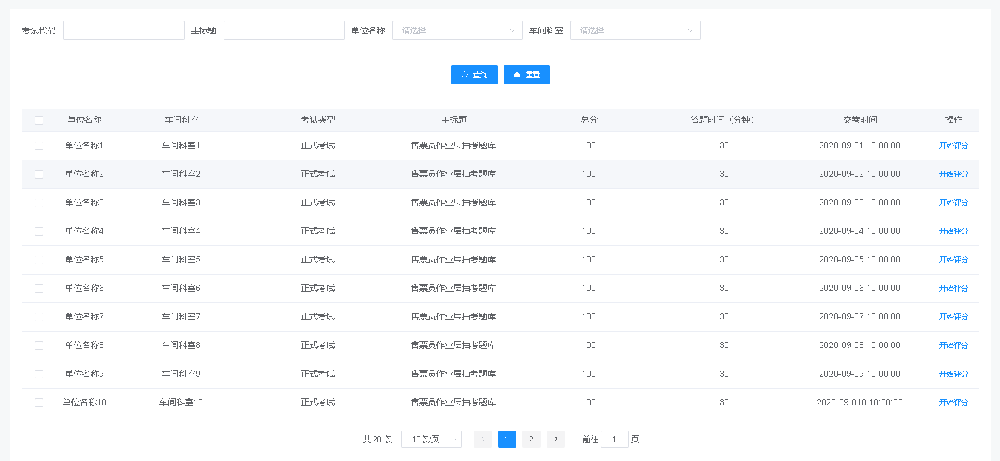 考试代码 主标题 单位名称 请选择 车间科室 请选择
查询 重置
单位名称 车间科室 考试类型 主标题 总分 答题时间（分钟） 交卷时间 操作
单位名称1 车间科室1 正式考试 售票员作业层抽考题库 100 30 2020-09-01 10:00:00 开始评分
单位名称2 车间科室2 正式考试 售票员作业层抽考题库 100 30 2020-09-02 10:00:00 开始评分
单位名称3 车间科室3 正式考试 售票员作业层抽考题库 100 30 2020-09-03 10:00:00 开始评分
单位名称4 车间科室4 正式考试 售票员作业层抽考题库 100 30 2020-09-04 10:00:00 开始评分
单位名称5 车间科室5 正式考试 售票员作业层抽考题库 100 30 2020-09-05 10:00:00 开始评分
单位名称6 车间科室6 正式考试 售票员作业层抽考题库 100 30 2020-09-06 10:00:00 开始评分
单位名称7 车间科室7 正式考试 售票员作业层抽考题库 100 30 2020-09-07 10:00:00 开始评分
单位名称8 车间科室8 正式考试 售票员作业层抽考题库 100 30 2020-09-08 10:00:00 开始评分
单位名称9 车间科室9 正式考试 售票员作业层抽考题库 100 30 2020-09-09 10:00:00 开始评分
单位名称10 车间科室10 正式考试 售票员作业层抽考题库 100 30 2020-09-010 10:00:00 开始评分
共 20 条 10条/页 1 2 前往 1 页